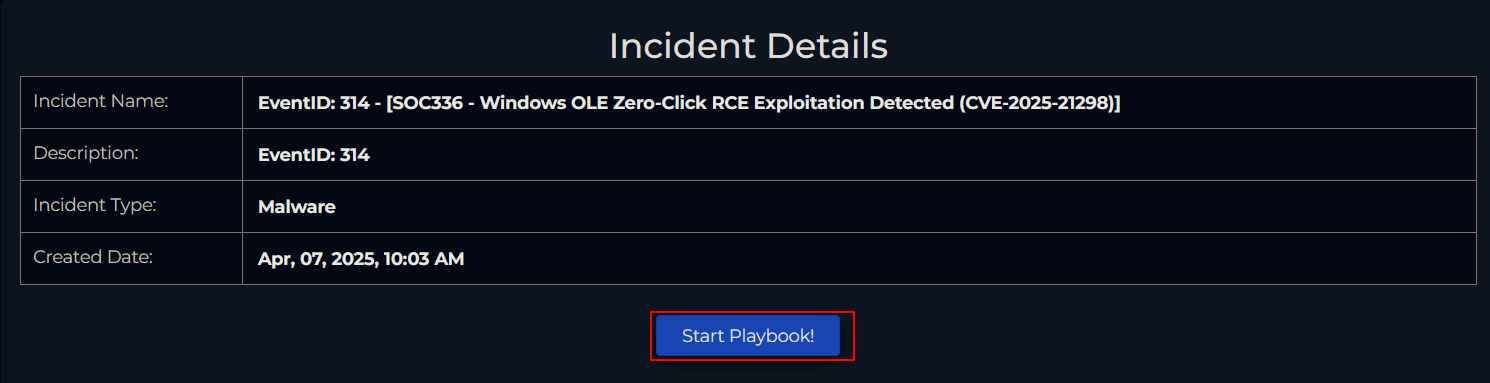 Incident Details
Incident Name: EventID: 314 - [SOC336 - Windows OLE Zero-Click RCE Exploitation Detected (CVE-2025-21298)]
Description: EventID: 314
Incident Type: Malware
Created Date: Apr, 07, 2025, 10:03 AM
Start Playbook!